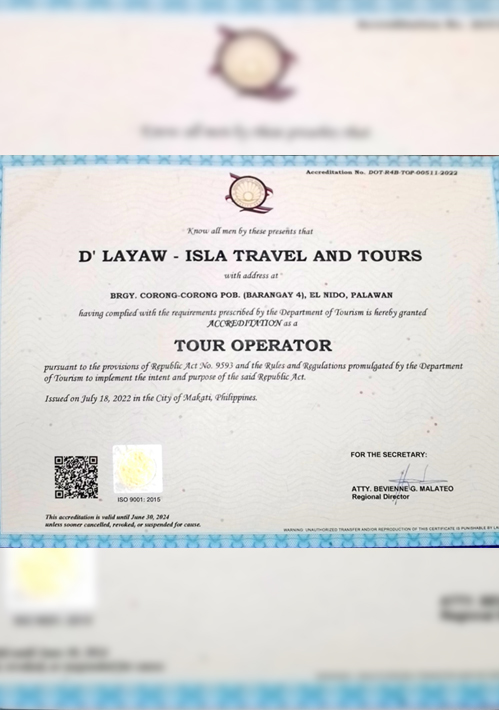 Accreditation No. DOT-R4B-TOP-00511-2022
Know all men by these presents that
D' LAYAW - ISLA TRAVEL AND TOURS
with address at
BRGY. CORONG-CORONG POB. (BARANGAY 4), EL NIDO, PALAWAN
having complied with the requirements prescribed by the Department of Tourism is hereby granted
ACCREDITATION as a
TOUR OPERATOR
pursuant to the provisions of Republic Act No. 9593 and the Rules and Regulations promulgated by the Department
of Tourism to implement the intent and purpose of the said Republic Act.
Issued on July 18, 2022 in the City of Makati, Philippines.
FOR THE SECRETARY:
ATTY. BEVIENNE G. MALATEO
Regional Director
ISO 9001: 2015
This accreditation is valid until June 30, 2024
unless sooner cancelled, revoked, or suspended for cause.
WARNING: UNAUTHORIZED TRANSFER AND/OR REPRODUCTION OF THIS CERTIFICATE IS PUNISHABLE BY